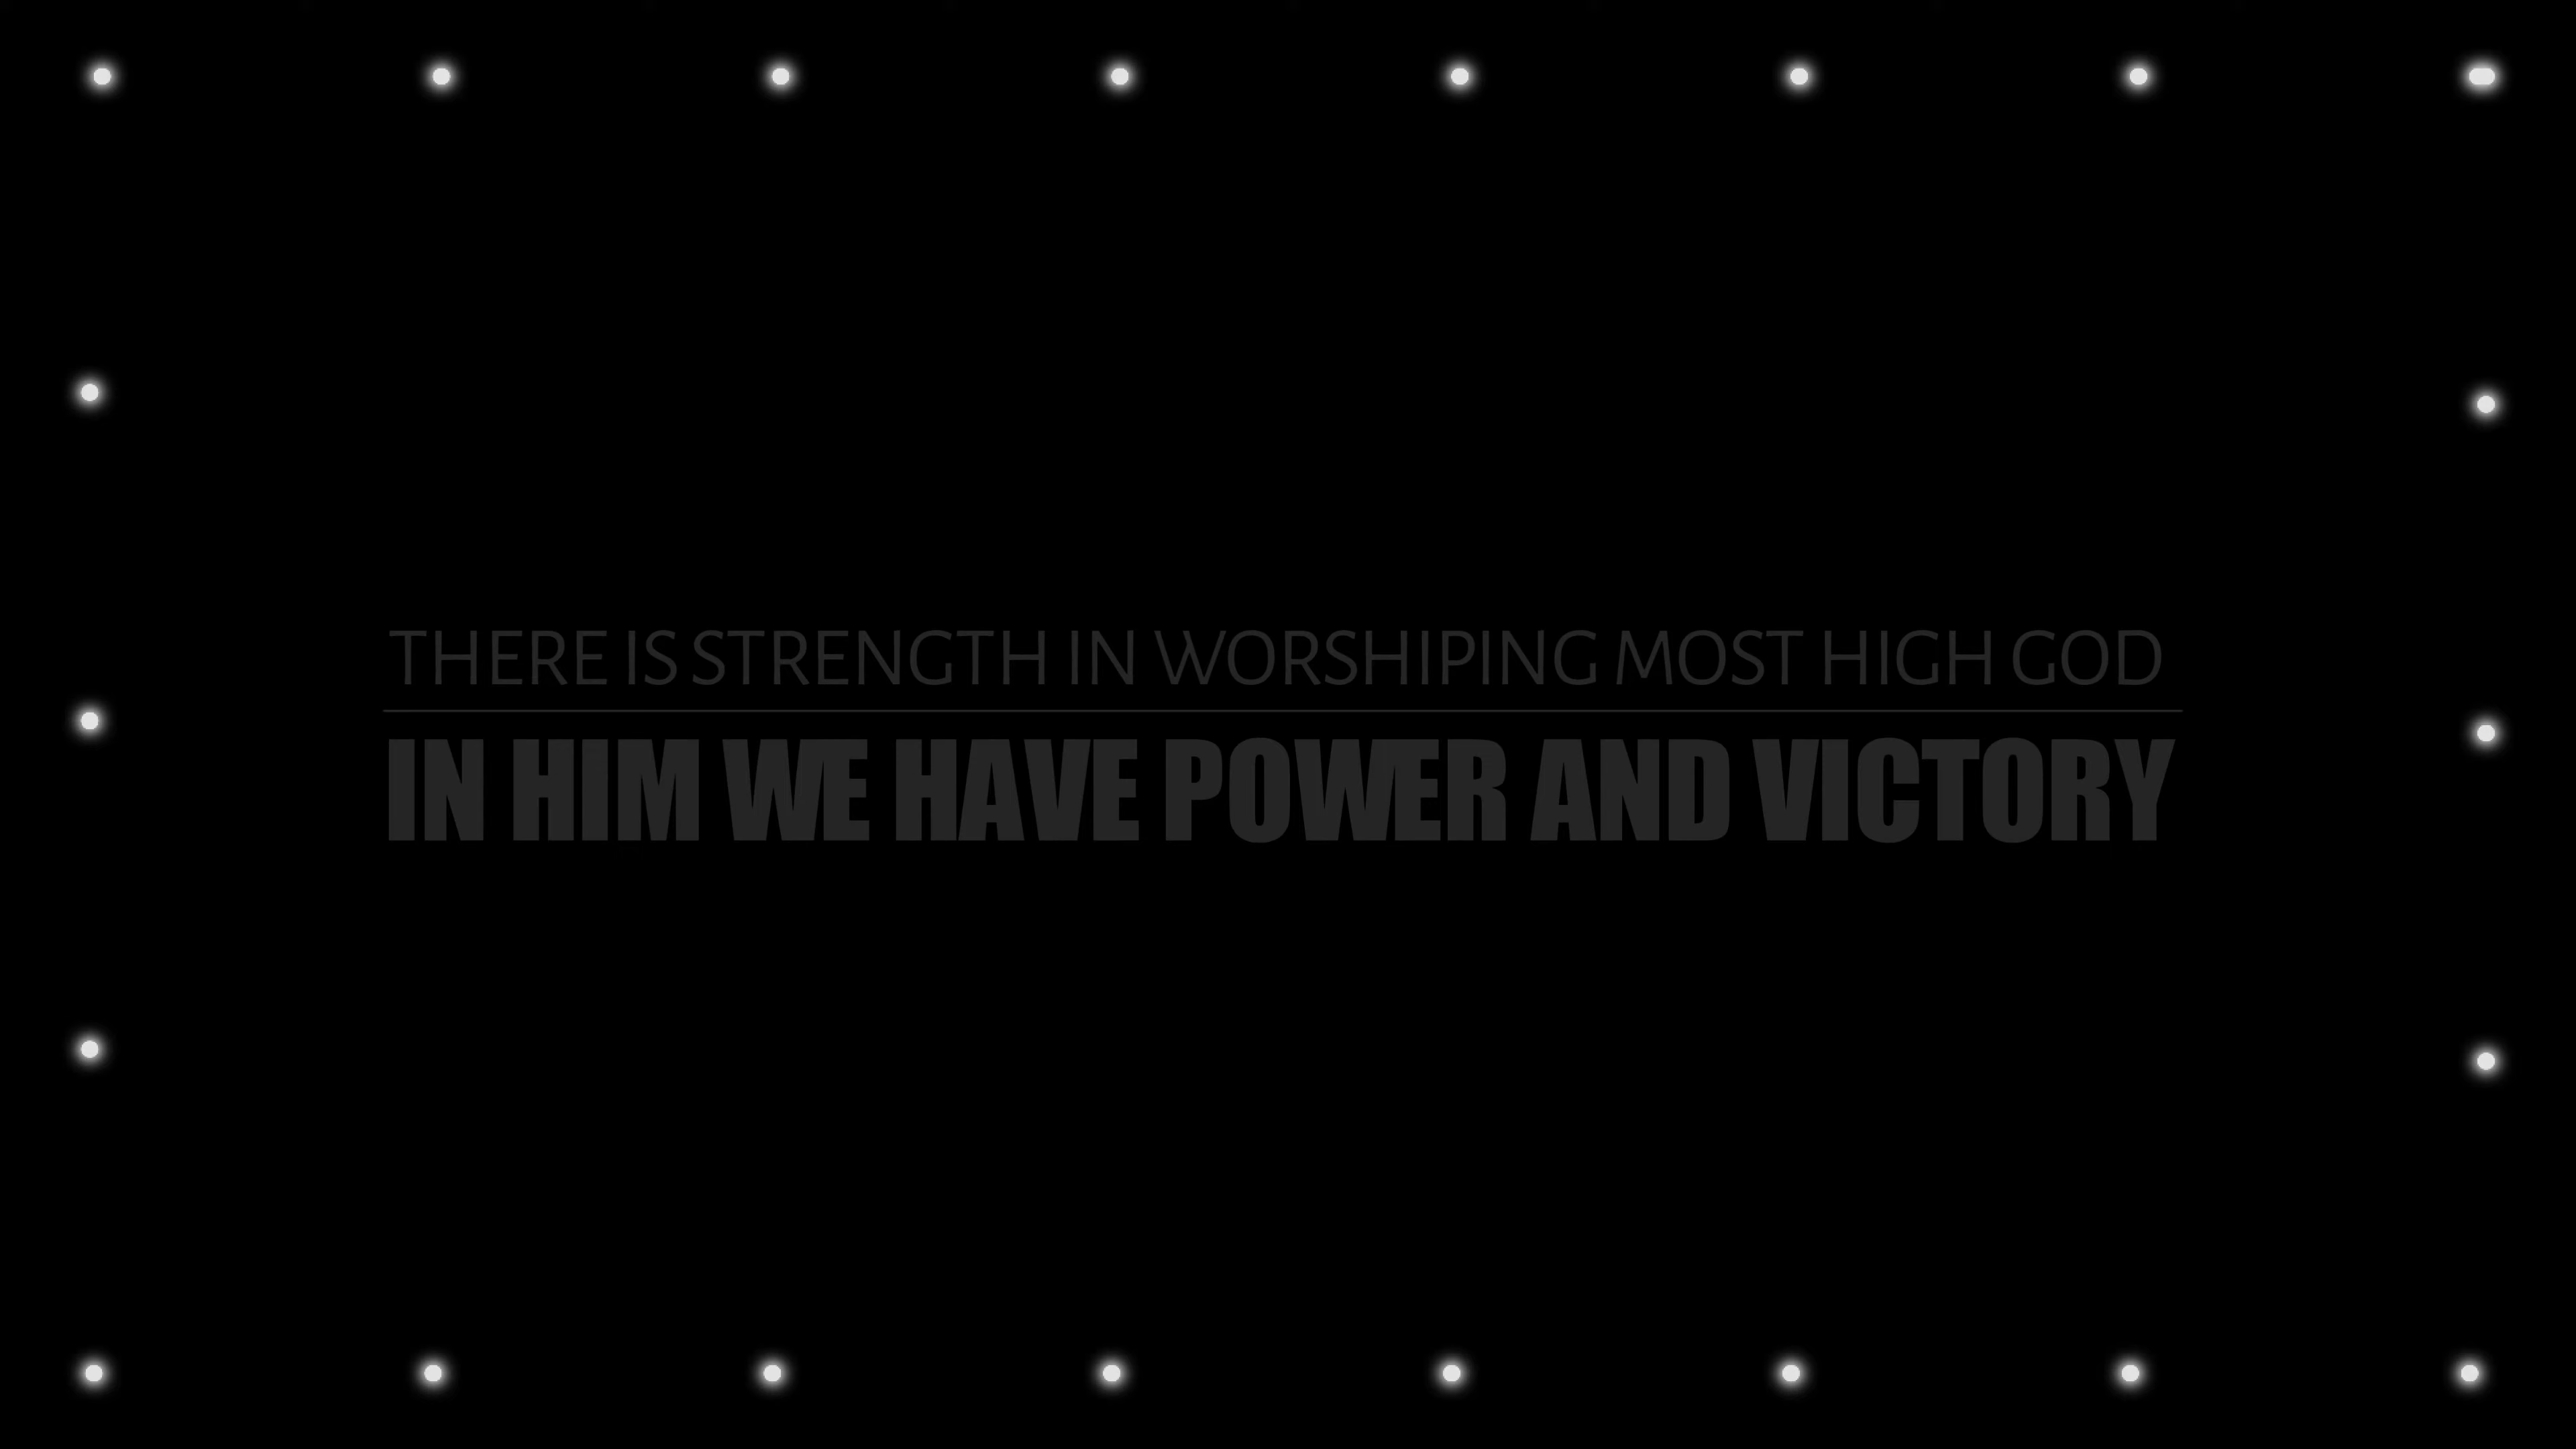 THERE IS STRENGTH IN WORSHIPING MOST HIGH GOD
IN HIM WE HAVE POWER AND VICTORY